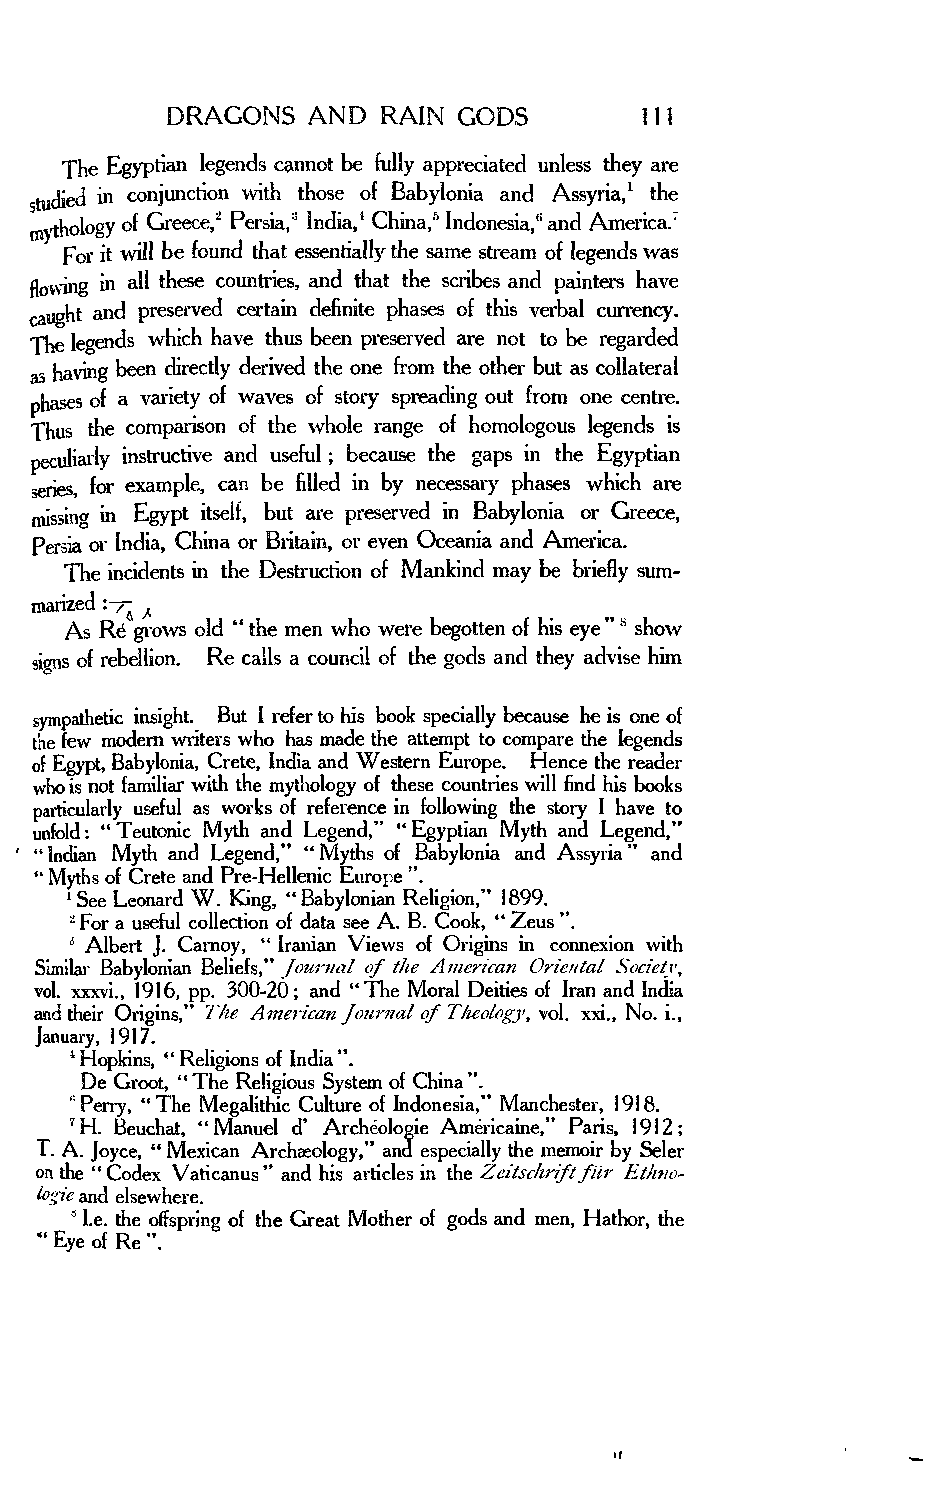 DRAGONS AND RAIN GODS 111
The Egyptian legends cannot be fully appreciated unless they are
studied in conjunction with those of Babylonia and Assyria,¹ the
mythology of Greece,² Persia,³ India,⁴ China,⁵ Indonesia,⁶ and America.⁷
For it will be found that essentially the same stream of legends was
flowing in all these countries, and that the scribes and painters have
caught and preserved certain definite phases of this verbal currency.
The legends which have thus been preserved are not to be regarded
as having been directly derived the one from the other but as collateral
phases of a variety of waves of story spreading out from one centre.
Thus the comparison of the whole range of homologous legends is
peculiarly instructive and useful ; because the gaps in the Egyptian
series, for example, can be filled in by necessary phases which are
missing in Egypt itself, but are preserved in Babylonia or Greece,
Persia or India, China or Britain, or even Oceania and America.
The incidents in the Destruction of Mankind may be briefly sum-
marized :—
As Re grows old “the men who were begotten of his eye” ⁸ show
signs of rebellion. Re calls a council of the gods and they advise him
sympathetic insight. But I refer to his book specially because he is one of
the few modern writers who has made the attempt to compare the legends
of Egypt, Babylonia, Crete, India and Western Europe. Hence the reader
who is not familiar with the mythology of these countries will find his books
particularly useful as works of reference in following the story I have to
unfold : “Teutonic Myth and Legend,” “Egyptian Myth and Legend,”
“Indian Myth and Legend,” “Myths of Babylonia and Assyria” and
“Myths of Crete and Pre-Hellenic Europe”.
¹ See Leonard W. King, “Babylonian Religion,” 1899.
² For a useful collection of data see A. B. Cook, “Zeus”.
³ Albert J. Carnoy, “Iranian Views of Origins in connexion with
Similar Babylonian Beliefs,” Journal of the American Oriental Society,
vol. xxxvi., 1916, pp. 300-20 ; and “The Moral Deities of Iran and India
and their Origins,” The American Journal of Theology, vol. xxi., No. i.,
January, 1917.
⁴ Hopkins, “Religions of India”.
De Groot, “The Religious System of China”.
⁶ Perry, “The Megalithic Culture of Indonesia,” Manchester, 1918.
⁷ H. Beuchat, “Manuel d' Archéologie Américaine,” Paris, 1912 ;
T. A. Joyce, “Mexican Archæology,” and especially the memoir by Seler
on the “Codex Vaticanus” and his articles in the Zeitschrift für Ethno-
logie and elsewhere.
⁸ I.e. the offspring of the Great Mother of gods and men, Hathor, the
“Eye of Re”.